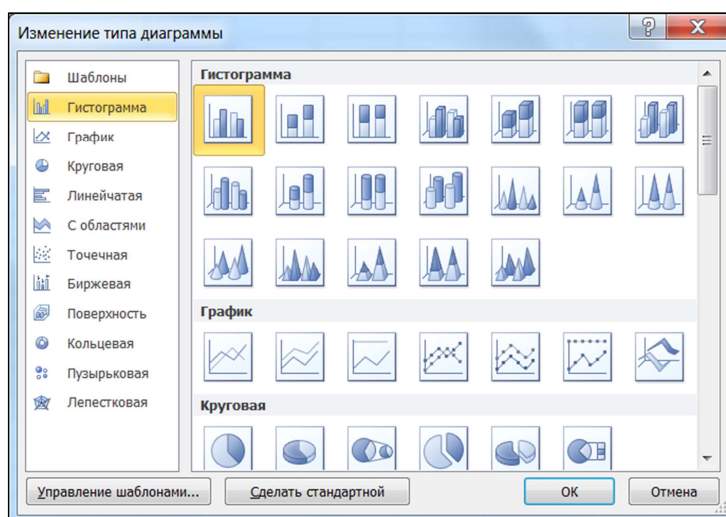 Изменение типа диаграммы
Шаблоны
Гистограмма
График
Круговая
Линейчатая
С областями
Точечная
Биржевая
Поверхность
Кольцевая
Пузырьковая
Лепестковая
Гистограмма
График
Круговая
Управление шаблонами...
Сделать стандартной
ОК
Отмена